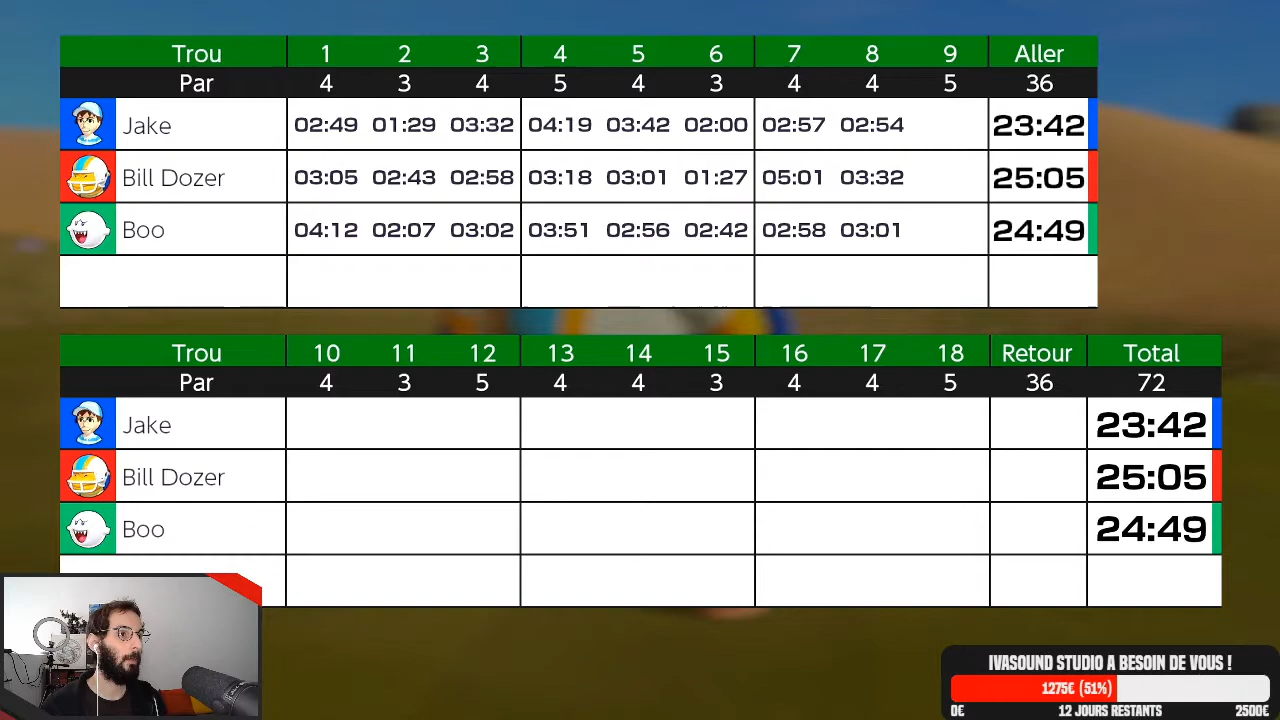 Trou 1 2 3 4 5 6 7 8 9 Aller
Par 4 3 4 5 4 3 4 4 5 36
Jake 02:49 01:29 03:32 04:19 03:42 02:00 02:57 02:54 23:42
Bill Dozer 03:05 02:43 02:58 03:18 03:01 01:27 05:01 03:32 25:05
Boo 04:12 02:07 03:02 03:51 02:56 02:42 02:58 03:01 24:49
Trou 10 11 12 13 14 15 16 17 18 Retour Total
Par 4 3 5 4 4 3 4 4 5 36 72
Jake 23:42
Bill Dozer 25:05
Boo 24:49
IVASOUND STUDIO A BESOIN DE VOUS !
1275€ (51%)
0€ 12 JOURS RESTANTS 2500€